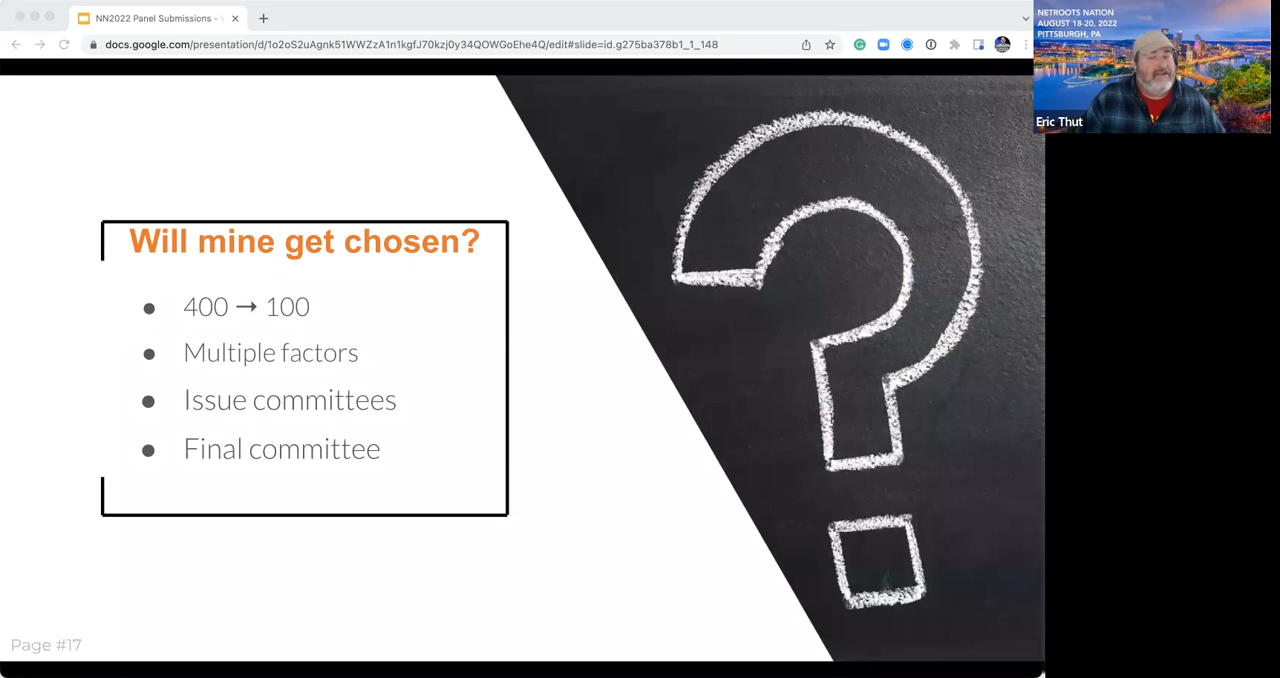 NN2022 Panel Submissions -
docs.google.com/presentation/d/1o2oS2uAgnk51WWZzA1n1kgfJ70kzj0y34QOWGoEhe4Q/edit#slide=id.g275ba378b1_1_148
NETROOTS NATION
AUGUST 18-20, 2022
PITTSBURGH, PA
Eric Thut
Will mine get chosen?
● 400 → 100
● Multiple factors
● Issue committees
● Final committee
Page #17